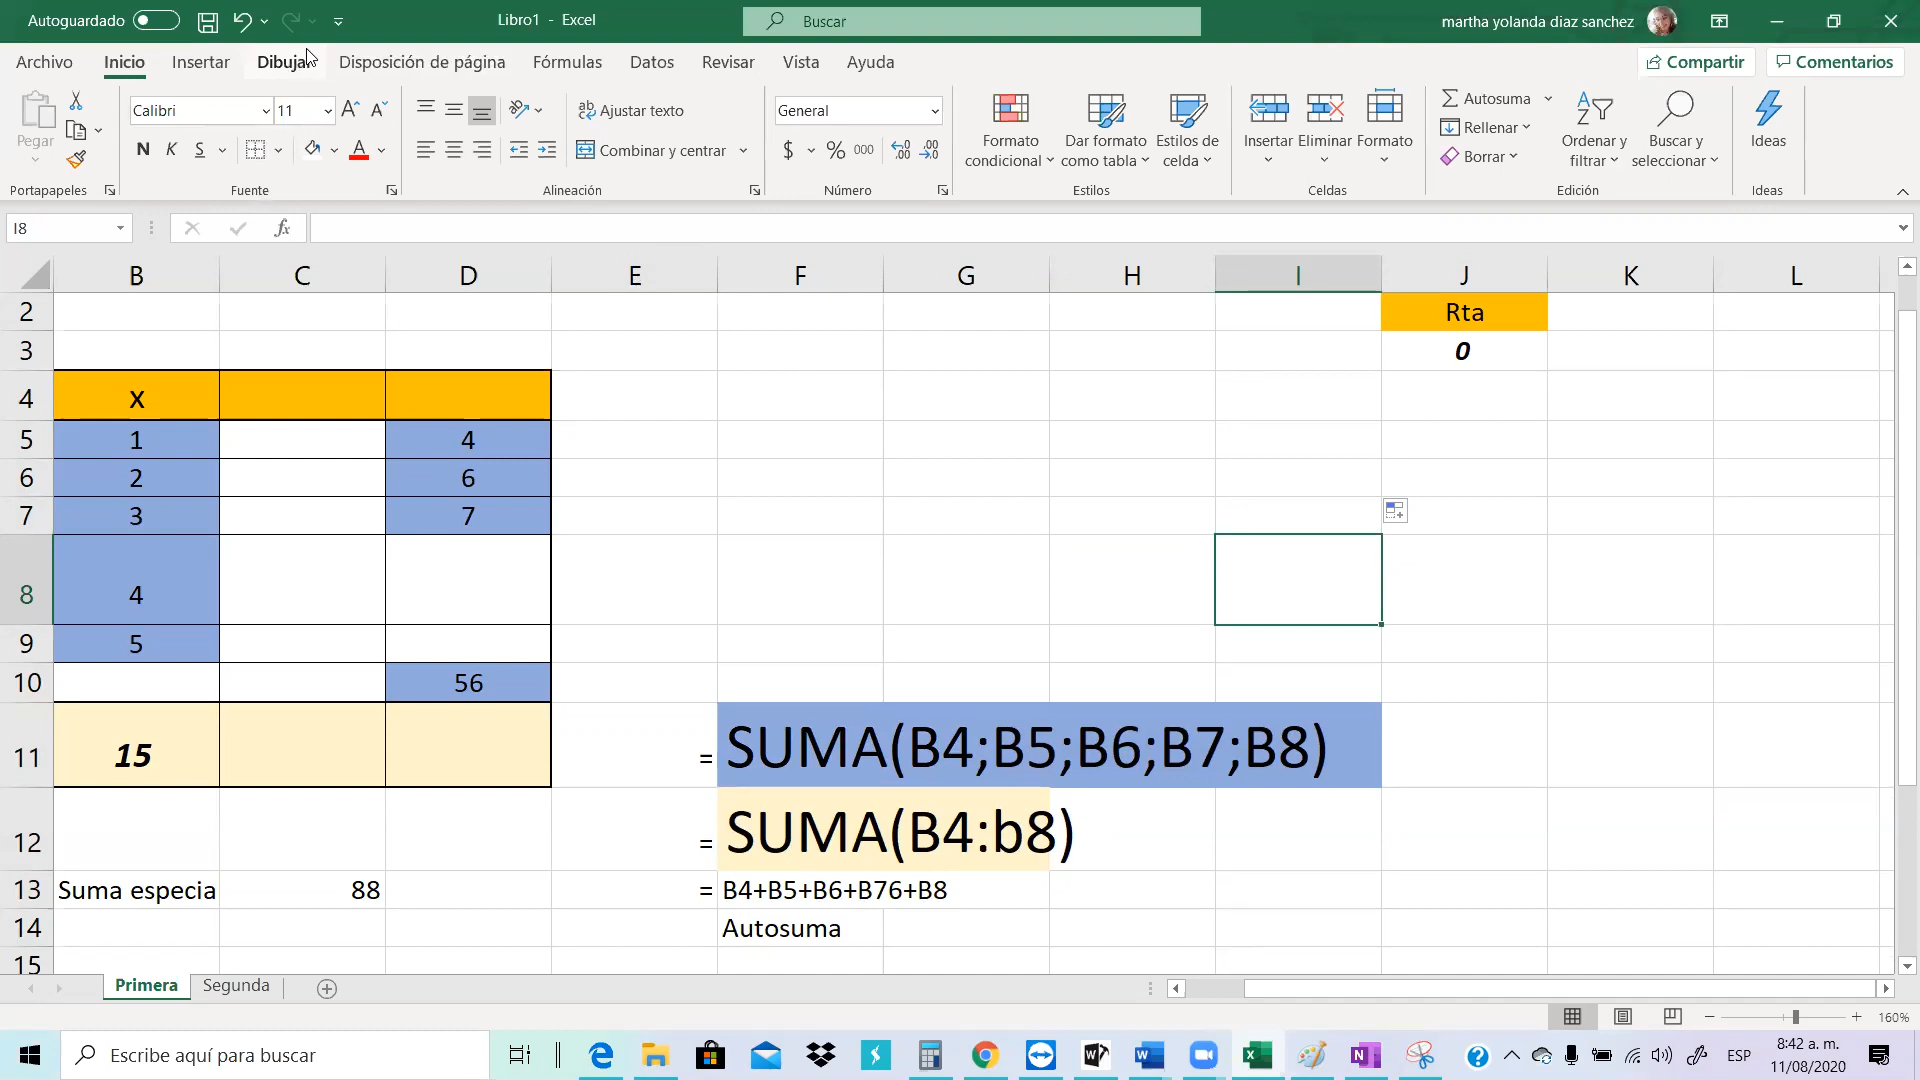 Autoguardado
Libro1 - Excel
Buscar
martha yolanda diaz sanchez
Archivo Inicio Insertar Dibujar Disposición de página Fórmulas Datos Revisar Vista Ayuda
Compartir Comentarios
Pegar
Portapapeles
Calibri 11
N K S
Fuente
Ajustar texto
Combinar y centrar
Alineación
General
$ % 000
Número
Formato condicional
Dar formato como tabla
Estilos de celda
Estilos
Insertar Eliminar Formato
Celdas
Autosuma
Rellenar
Borrar
Ordenar y filtrar
Buscar y seleccionar
Edición
Ideas
Ideas
I8
fx
B C D E F G H I J K L
2 Rta
3 0
4 X
5 1 4
6 2 6
7 3 7
8 4
9 5
10 56
11 15 = SUMA(B4;B5;B6;B7;B8)
12 = SUMA(B4:b8)
13 Suma especia 88 = B4+B5+B6+B76+B8
14 Autosuma
15
Primera Segunda
160%
Escribe aquí para buscar
ESP
8:42 a. m.
11/08/2020